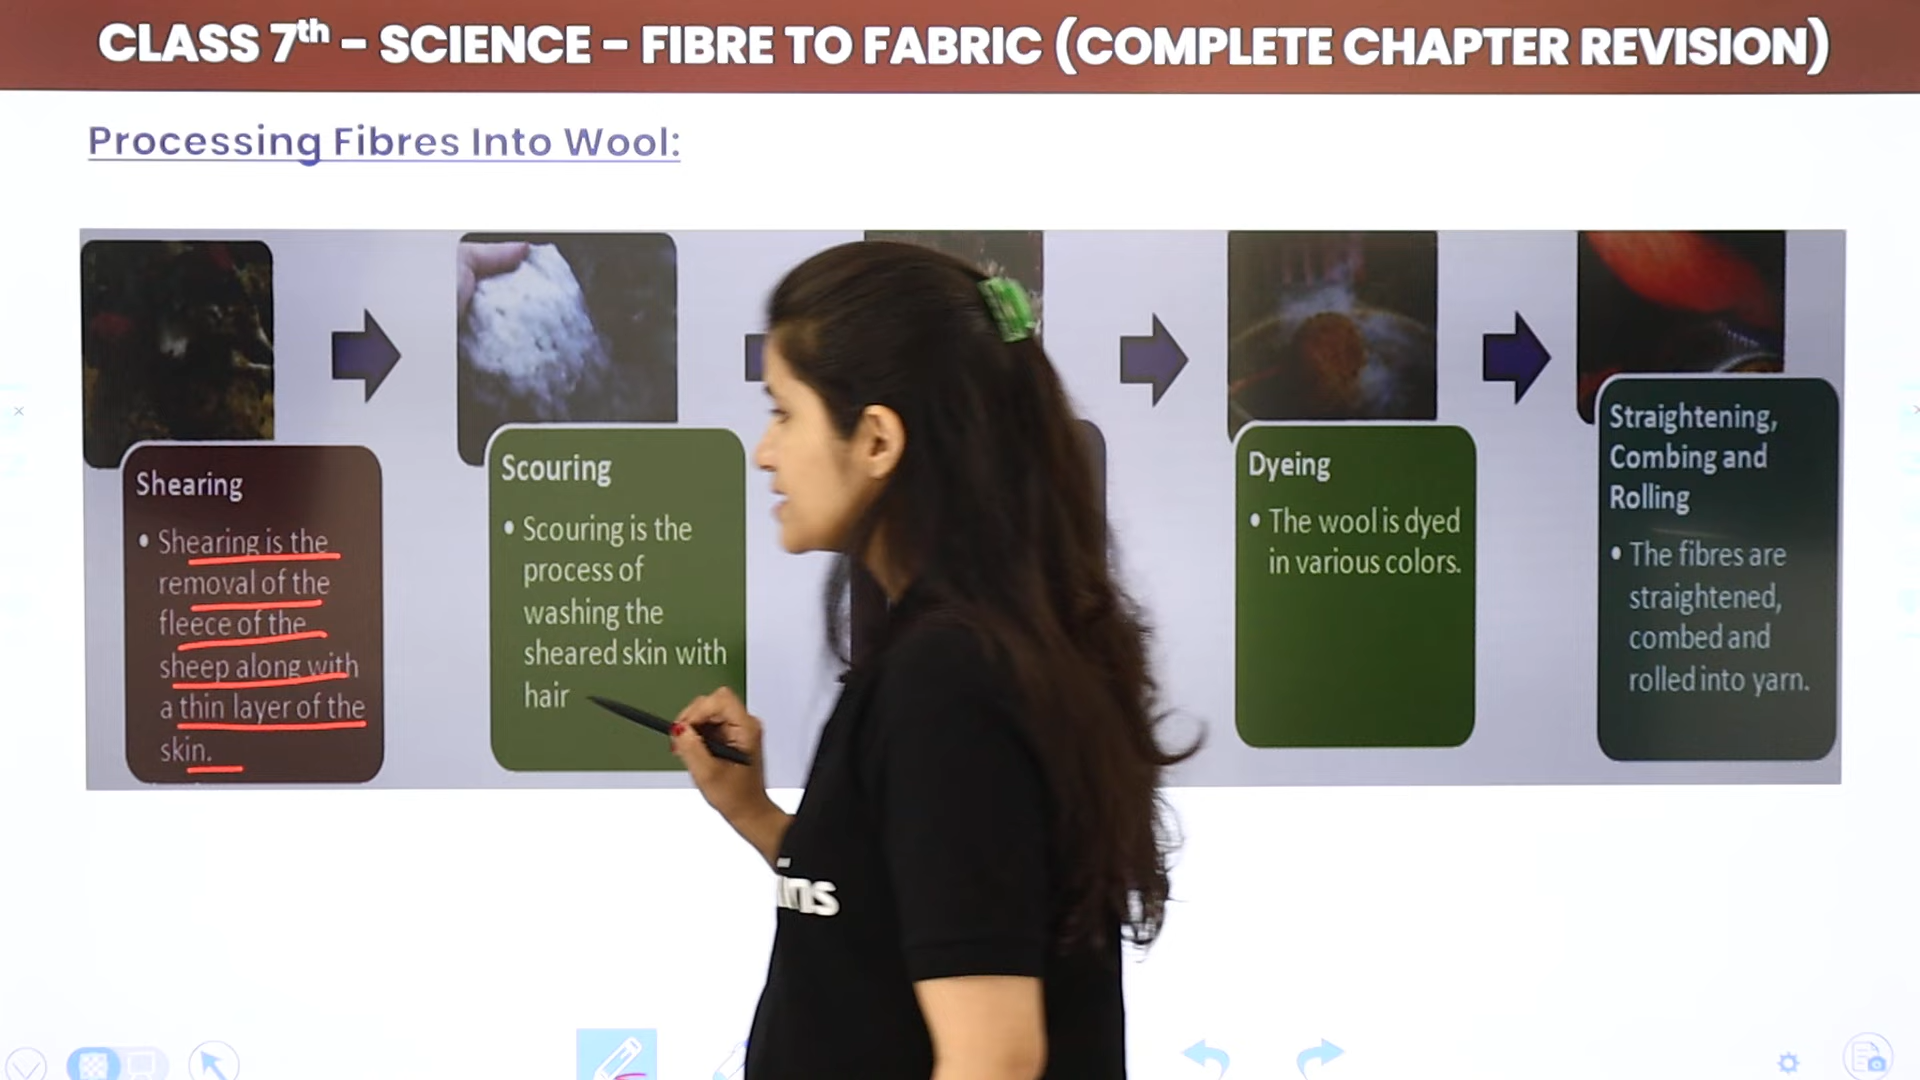 CLASS 7th - SCIENCE - FIBRE TO FABRIC (COMPLETE CHAPTER REVISION)
Processing Fibres Into Wool:
Shearing
• Shearing is the
removal of the
fleece of the
sheep along with
a thin layer of the
skin.
Scouring
• Scouring is the
process of
washing the
sheared skin with
hair
Dyeing
• The wool is dyed
in various colors.
Straightening,
Combing and
Rolling
• The fibres are
straightened,
combed and
rolled into yarn.